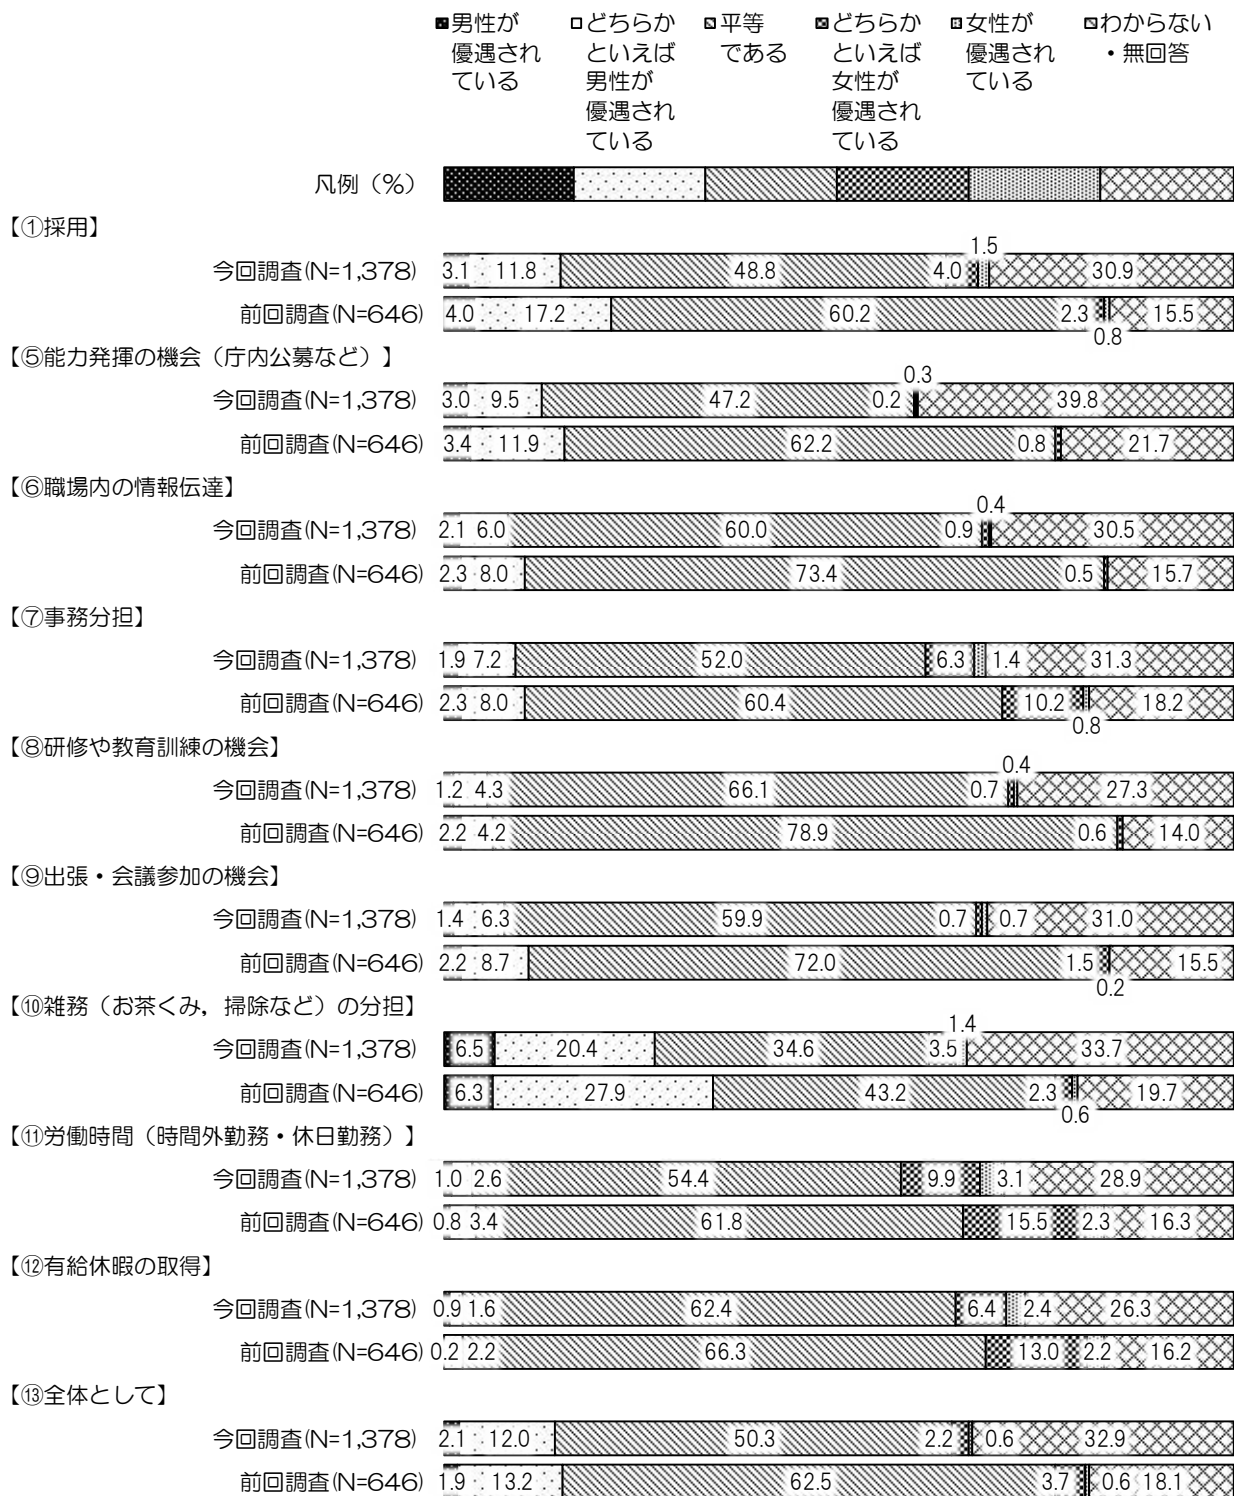 ■男性が
優遇され
ている
□どちらか
といえば
男性が
優遇され
ている
平等
である
どちらか
といえば
女性が
優遇され
ている
女性が
優遇され
ている
わからない
・無回答
凡例（%）
【①採用】
1.5
今回調査(N=1,378) 3.1 11.8 48.8 4.0 30.9
前回調査(N=646) 4.0 17.2 60.2 2.3 15.5
0.8
【⑤能力発揮の機会（庁内公募など）】
0.3
今回調査(N=1,378) 3.0 9.5 47.2 0.2 39.8
前回調査(N=646) 3.4 11.9 62.2 0.8 21.7
【⑥職場内の情報伝達】
0.4
今回調査(N=1,378) 2.1 6.0 60.0 0.9 30.5
前回調査(N=646) 2.3 8.0 73.4 0.5 15.7
【⑦事務分担】
今回調査(N=1,378) 1.9 7.2 52.0 6.3 1.4 31.3
前回調査(N=646) 2.3 8.0 60.4 10.2 18.2
0.8
【⑧研修や教育訓練の機会】
0.4
今回調査(N=1,378) 1.2 4.3 66.1 0.7 27.3
前回調査(N=646) 2.2 4.2 78.9 0.6 14.0
【⑨出張・会議参加の機会】
今回調査(N=1,378) 1.4 6.3 59.9 0.7 0.7 31.0
前回調査(N=646) 2.2 8.7 72.0 1.5 15.5
0.2
【⑩雑務（お茶くみ，掃除など）の分担】
1.4
今回調査(N=1,378) 6.5 20.4 34.6 3.5 33.7
前回調査(N=646) 6.3 27.9 43.2 2.3 19.7
0.6
【⑪労働時間（時間外勤務・休日勤務）】
今回調査(N=1,378) 1.0 2.6 54.4 9.9 3.1 28.9
前回調査(N=646) 0.8 3.4 61.8 15.5 2.3 16.3
【⑫有給休暇の取得】
今回調査(N=1,378) 0.9 1.6 62.4 6.4 2.4 26.3
前回調査(N=646) 0.2 2.2 66.3 13.0 2.2 16.2
【⑬全体として】
今回調査(N=1,378) 2.1 12.0 50.3 2.2 0.6 32.9
前回調査(N=646) 1.9 13.2 62.5 3.7 0.6 18.1